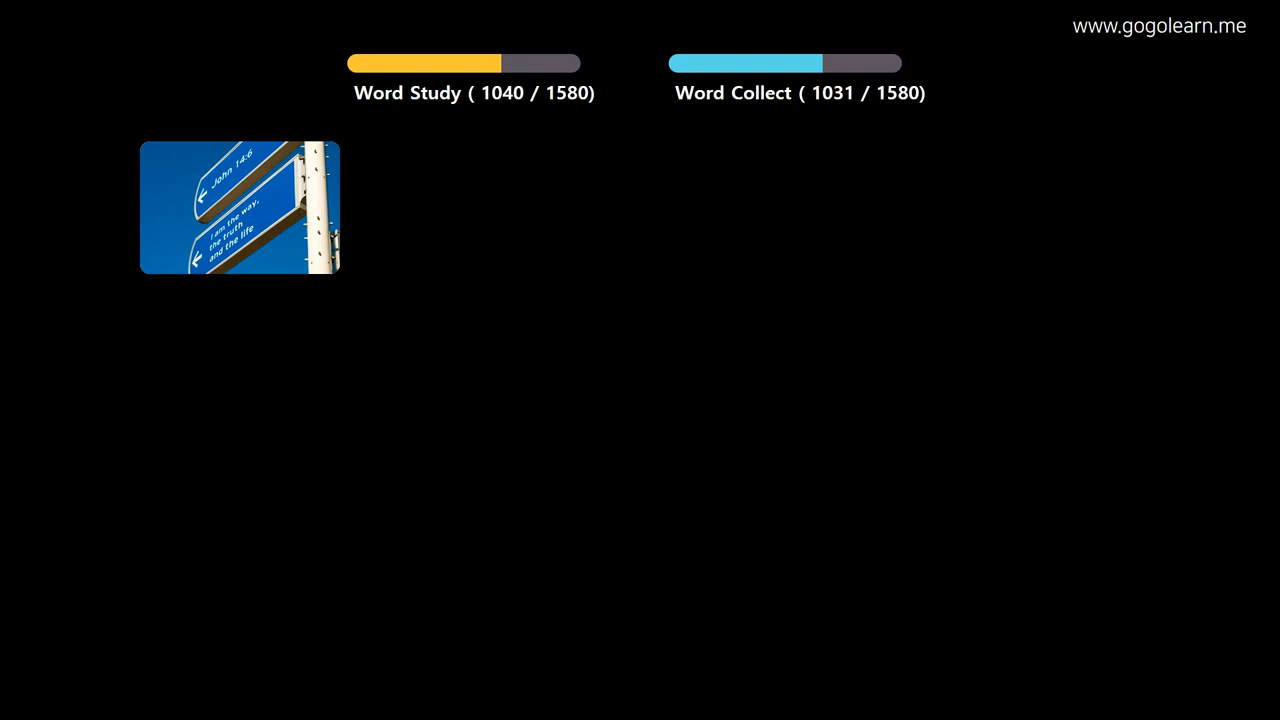 www.gogolearn.me
Word Study ( 1040 / 1580)
Word Collect ( 1031 / 1580)
John 14:6
I am the way,
the truth
and the life